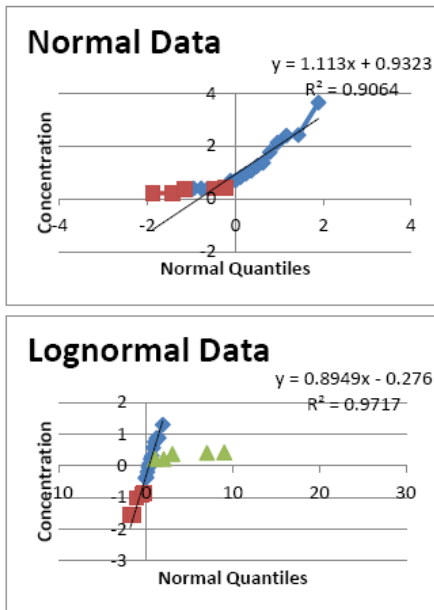 Normal Data
y = 1.113x + 0.9323
R² = 0.9064
4
2
0
-4 -2 0 2 4
-2
Concentration
Normal Quantiles
Lognormal Data
y = 0.8949x - 0.276
R² = 0.9717
2
1
0
10 0 10 20 30
-1
-2
-3
Concentration
Normal Quantiles